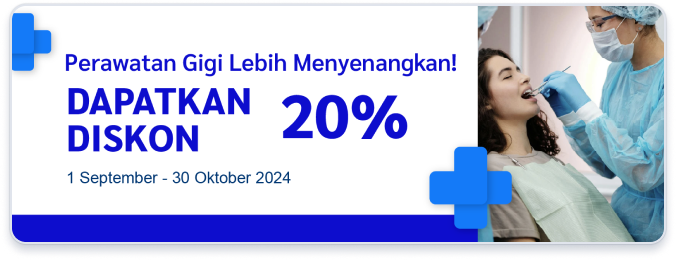 Perawatan Gigi Lebih Menyenangkan!
DAPATKAN
DISKON
20%
1 September - 30 Oktober 2024